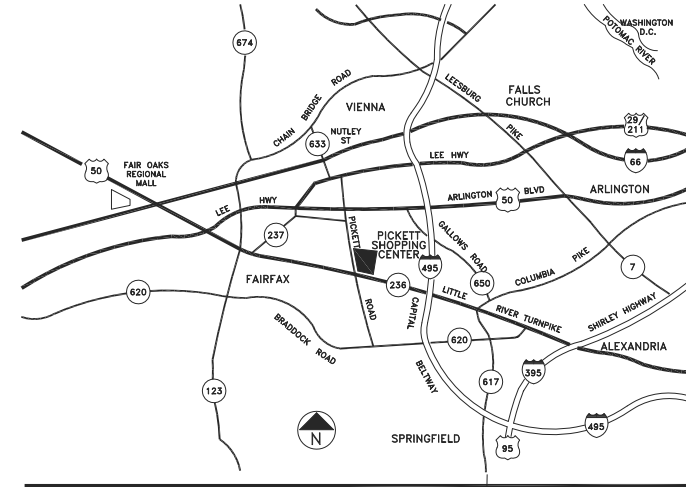 WASHINGTON
D.C.
POTOMAC RIVER
674
LEESBURG
PIKE
FALLS
CHURCH
CHAIN BRIDGE ROAD
VIENNA
29/
211
NUTLEY
ST
633
LEE HWY
66
50
FAIR OAKS
REGIONAL
MALL
ARLINGTON BLVD
50
ARLINGTON
LEE HWY
237
PICKETT
ROAD
PICKETT
SHOPPING
CENTER
GALLOWS ROAD
495
COLUMBIA PIKE
7
FAIRFAX
236
LITTLE
RIVER TURNPIKE
650
SHIRLEY HIGHWAY
620
BRADDOCK ROAD
CAPITAL
BELTWAY
620
ALEXANDRIA
395
617
123
495
N
SPRINGFIELD
95